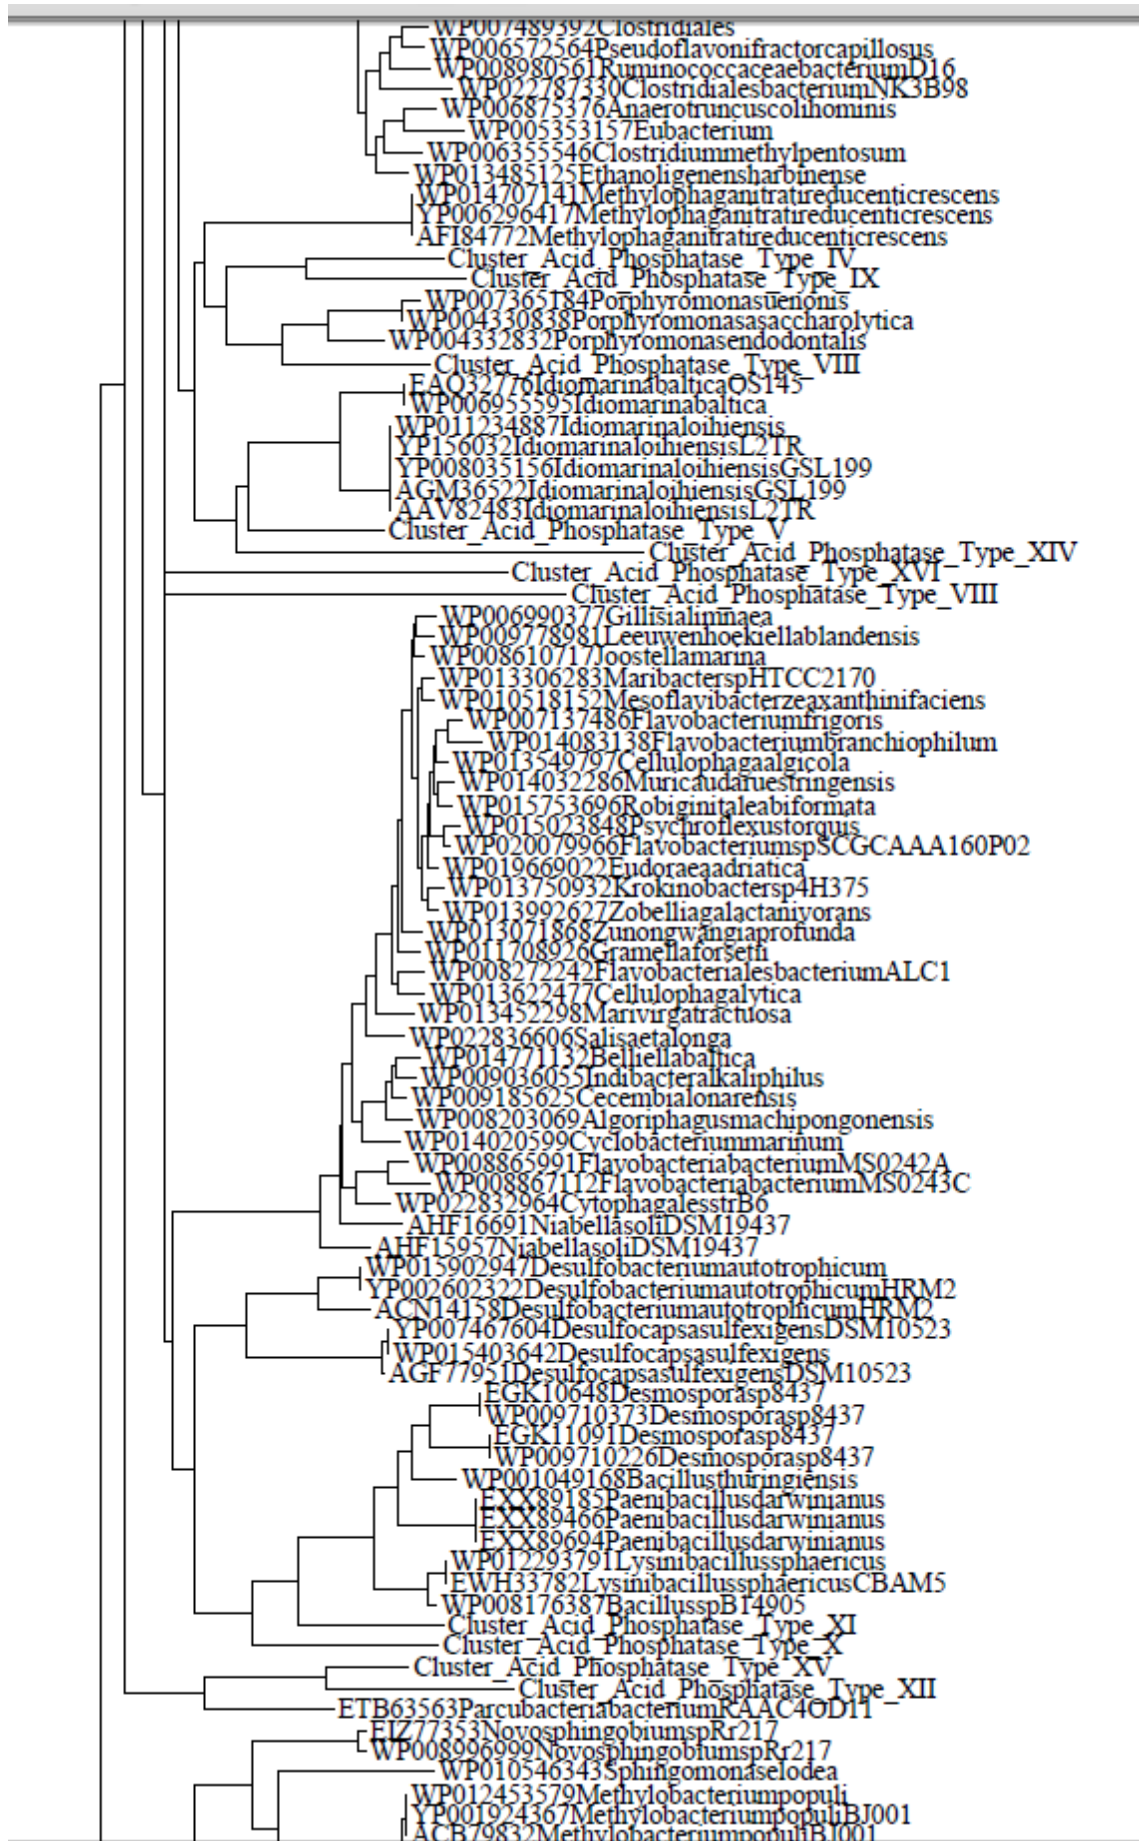 WP007489392Clostridiales
WP006572564Pseudoflavonifractorcapillosus
WP008980561RuminococcaceaebacteriumD16
WP022787330ClostridialesbacteriumNK3B98
WP006875376Anaerotruncuscolihominis
WP005353157Eubacterium
WP006355546Clostridiummethylpentosum
WP013485125Ethanoligenensharbinense
WP014707141Methylophaganitratireducenticrescens
YP006296417Methylophaganitratireducenticrescens
AFI84772Methylophaganitratireducenticrescens
Cluster_Acid_Phosphatase_Type_IV
Cluster_Acid_Phosphatase_Type_IX
WP007365184Porphyromonasuenonis
WP004330838Porphyromonasasaccharolytica
WP004332832Porphyromonasendodontalis
Cluster_Acid_Phosphatase_Type_VIII
EAQ32776IdiomarinabalticaOS145
WP006955595Idiomarinabaltica
WP011234887Idiomarinaloihiensis
YP156032IdiomarinaloihiensisL2TR
YP008035156IdiomarinaloihiensisGSL199
AGM36522IdiomarinaloihiensisGSL199
AAV82483IdiomarinaloihiensisL2TR
Cluster_Acid_Phosphatase_Type_V
Cluster_Acid_Phosphatase_Type_XIV
Cluster_Acid_Phosphatase_Type_XVI
Cluster_Acid_Phosphatase_Type_VIII
WP006990377Gillisialimnaea
WP009778981Leeuwenhoekiellablandensis
WP008610717Joostellamarina
WP013306283MaribacterspHTCC2170
WP010518152Mesoflavibacterzeaxanthinifaciens
WP007137486Flavobacteriumfrigoris
WP014083138Flavobacteriumbranchiophilum
WP013549797Cellulophagaalgicola
WP014032286Muricaudaruestringensis
WP015753696Robiginitaleabiformata
WP015023848Psychroflexustorquis
WP020079966FlavobacteriumspSCGCAAA160P02
WP019669022Eudoraeaadriatica
WP013750932Krokinobactersp4H375
WP013992627Zobelliagalactanivorans
WP013071868Zunongwangiaprofunda
WP011708926Gramellaforsetii
WP008272242FlavobacterialesbacteriumALC1
WP013622477Cellulophagalytica
WP013452298Marivirgatractuosa
WP022836606Salisaetalonga
WP014771132Belliellabaltica
WP009036055Indibacteralkaliphilus
WP009185625Cecembialonarensis
WP008203069Algoriphagusmachipongonensis
WP014020599Cyclobacteriummarinum
WP008865991FlavobacteriabacteriumMS0242A
WP008867112FlavobacteriabacteriumMS0243C
WP022832964CytophagalesstrB6
AHF16691NiabellasoliDSM19437
AHF15957NiabellasoliDSM19437
WP015902947Desulfobacteriumautotrophicum
YP002602322DesulfobacteriumautotrophicumHRM2
ACN14158DesulfobacteriumautotrophicumHRM2
YP007467604DesulfocapsasulfexigensDSM10523
WP015403642Desulfocapsasulfexigens
AGF77951DesulfocapsasulfexigensDSM10523
EGK10648Desmosporasp8437
WP009710373Desmosporasp8437
EGK11091Desmosporasp8437
WP009710226Desmosporasp8437
WP001049168Bacillusthuringiensis
EXX89185Paenibacillusdarwinianus
EXX89466Paenibacillusdarwinianus
EXX89694Paenibacillusdarwinianus
WP012293791Lysinibacillussphaericus
EWH33782LysinibacillussphaericusCBAM5
WP008176387BacillusspB14905
Cluster_Acid_Phosphatase_Type_XI
Cluster_Acid_Phosphatase_Type_X
Cluster_Acid_Phosphatase_Type_XV
Cluster_Acid_Phosphatase_Type_XII
ETB63563ParcubacteriabacteriumRAAC4OD11
EIZ77353NovosphingobiumspRr217
WP008996999NovosphingobiumspRr217
WP010546343Sphingomonaselodea
WP012453579Methylobacteriumpopuli
YP001924367MethylobacteriumpopuliBJ001
ACB79832MethylobacteriumpopuliBJ001